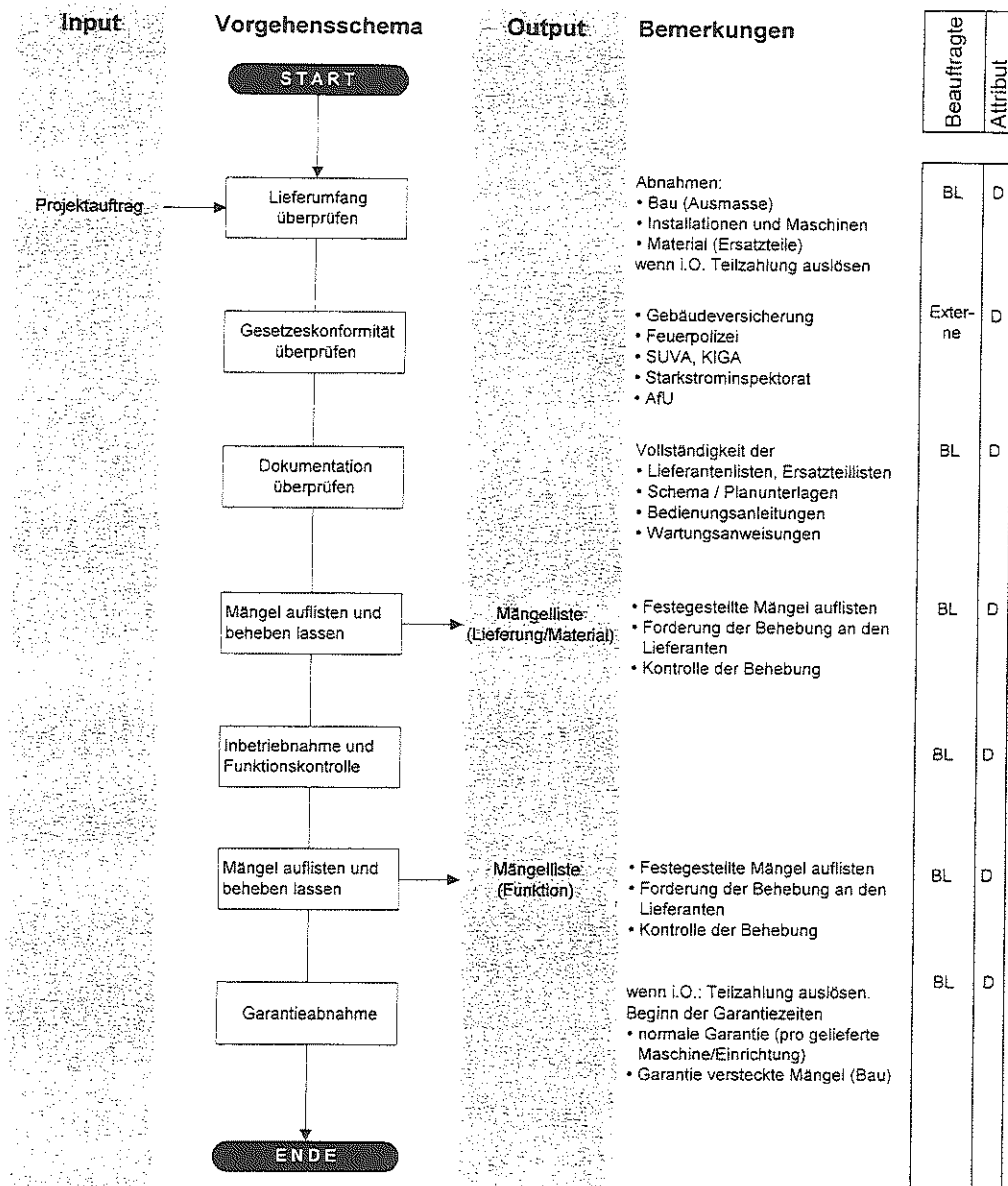 Input
Vorgehensschema
Output
Bemerkungen
Beauftragte
Attribut
START
Projektauftrag
Lieferumfang
überprüfen
Abnahmen:
• Bau (Ausmasse)
• Installationen und Maschinen
• Material (Ersatzteile)
wenn i.O. Teilzahlung auslösen
BL
D
Gesetzeskonformität
überprüfen
• Gebäudeversicherung
• Feuerpolizei
• SUVA, KIGA
• Starkstrominspektorat
• AfU
Exter-
ne
D
Dokumentation
überprüfen
Vollständigkeit der
• Lieferantenlisten, Ersatzteillisten
• Schema / Planunterlagen
• Bedienungsanleitungen
• Wartungsanweisungen
BL
D
Mängel auflisten und
beheben lassen
Mängelliste
(Lieferung/Material)
• Festegestellte Mängel auflisten
• Forderung der Behebung an den
Lieferanten
• Kontrolle der Behebung
BL
D
Inbetriebnahme und
Funktionskontrolle
BL
D
Mängel auflisten und
beheben lassen
Mängelliste
(Funktion)
• Festegestellte Mängel auflisten
• Forderung der Behebung an den
Lieferanten
• Kontrolle der Behebung
BL
D
Garantieabnahme
wenn i.O.: Teilzahlung auslösen.
Beginn der Garantiezeiten
• normale Garantie (pro gelieferte
Maschine/Einrichtung)
• Garantie versteckte Mängel (Bau)
BL
D
ENDE